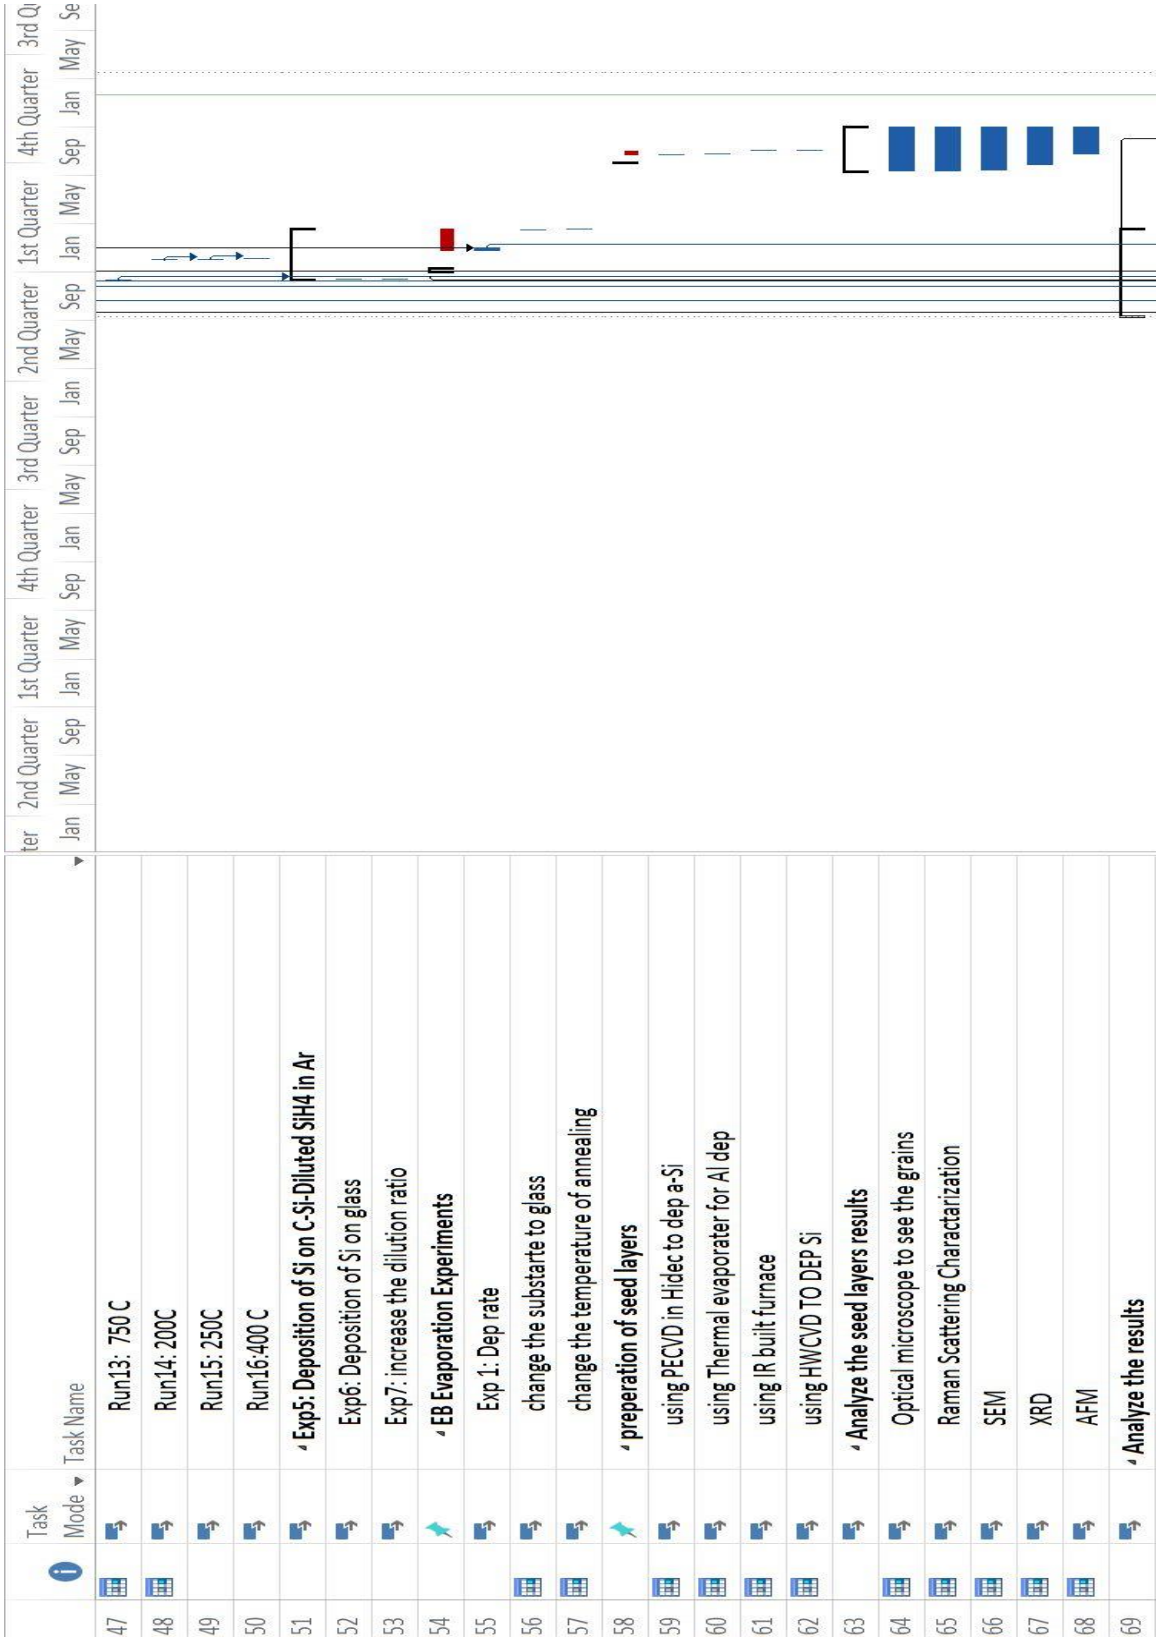 ter 2nd Quarter 1st Quarter 4th Quarter 3rd Quarter 2nd Quarter 1st Quarter 4th Quarter 3rd Qu
Task
Mode Task Name Jan May Sep Jan May Sep Jan May Sep Jan May Sep Jan May Sep Jan May Se
47 Run13: 750 C
48 Run14: 200C
49 Run15: 250C
50 Run16:400 C
51 Exp5: Deposition of Si on C-Si-Diluted SiH4 in Ar
52 Exp6: Deposition of Si on glass
53 Exp7: increase the dilution ratio
54 EB Evaporation Experiments
55 Exp 1: Dep rate
56 change the substarte to glass
57 change the temperature of annealing
58 preperation of seed layers
59 using PECVD in Hidec to dep a-Si
60 using Thermal evaporater for Al dep
61 using IR built furnace
62 using HWCVD TO DEP Si
63 Analyze the seed layers results
64 Optical microscope to see the grains
65 Raman Scattering Charactarization
66 SEM
67 XRD
68 AFM
69 Analyze the results